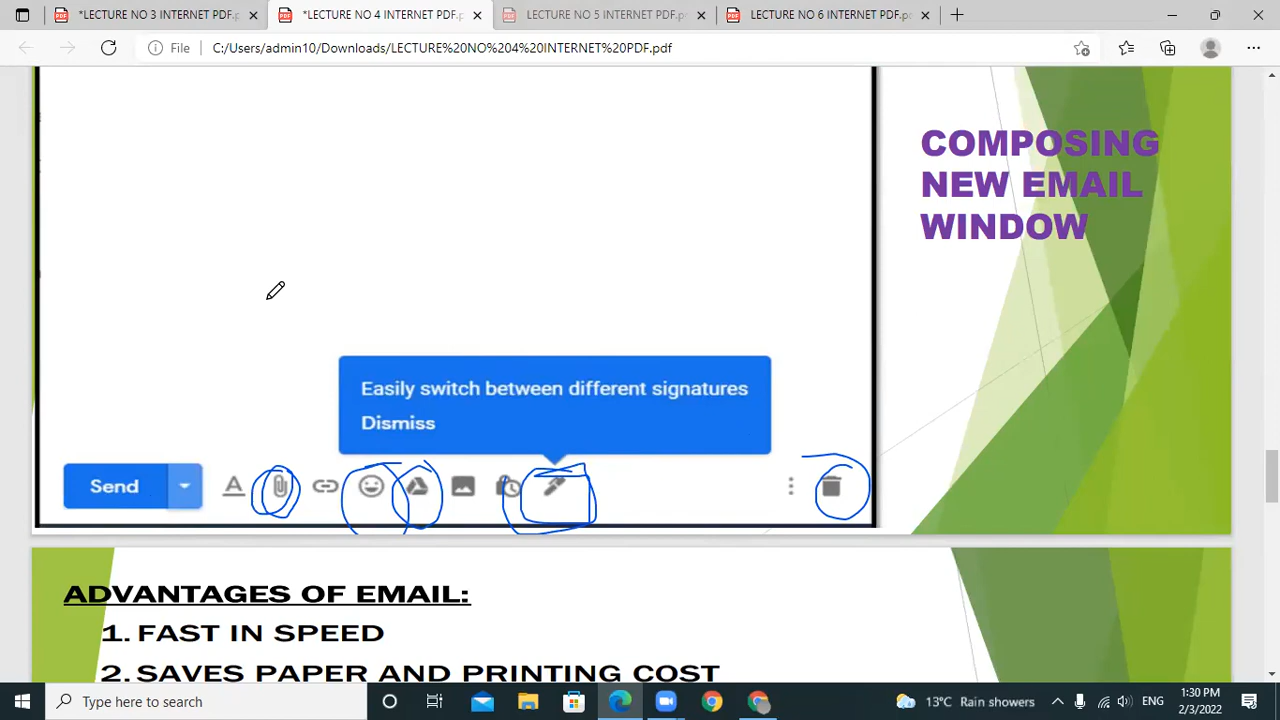 *LECTURE NO 3 INTERNET PDF.p
*LECTURE NO 4 INTERNET PDF.p
LECTURE NO 5 INTERNET PDF.p
LECTURE NO 6 INTERNET PDF.p
File C:/Users/admin10/Downloads/LECTURE%20NO%204%20INTERNET%20PDF.pdf
COMPOSING
NEW EMAIL
WINDOW
Easily switch between different signatures
Dismiss
Send
ADVANTAGES OF EMAIL:
1. FAST IN SPEED
2. SAVES PAPER AND PRINTING COST
Type here to search
13°C Rain showers
ENG
1:30 PM
2/3/2022